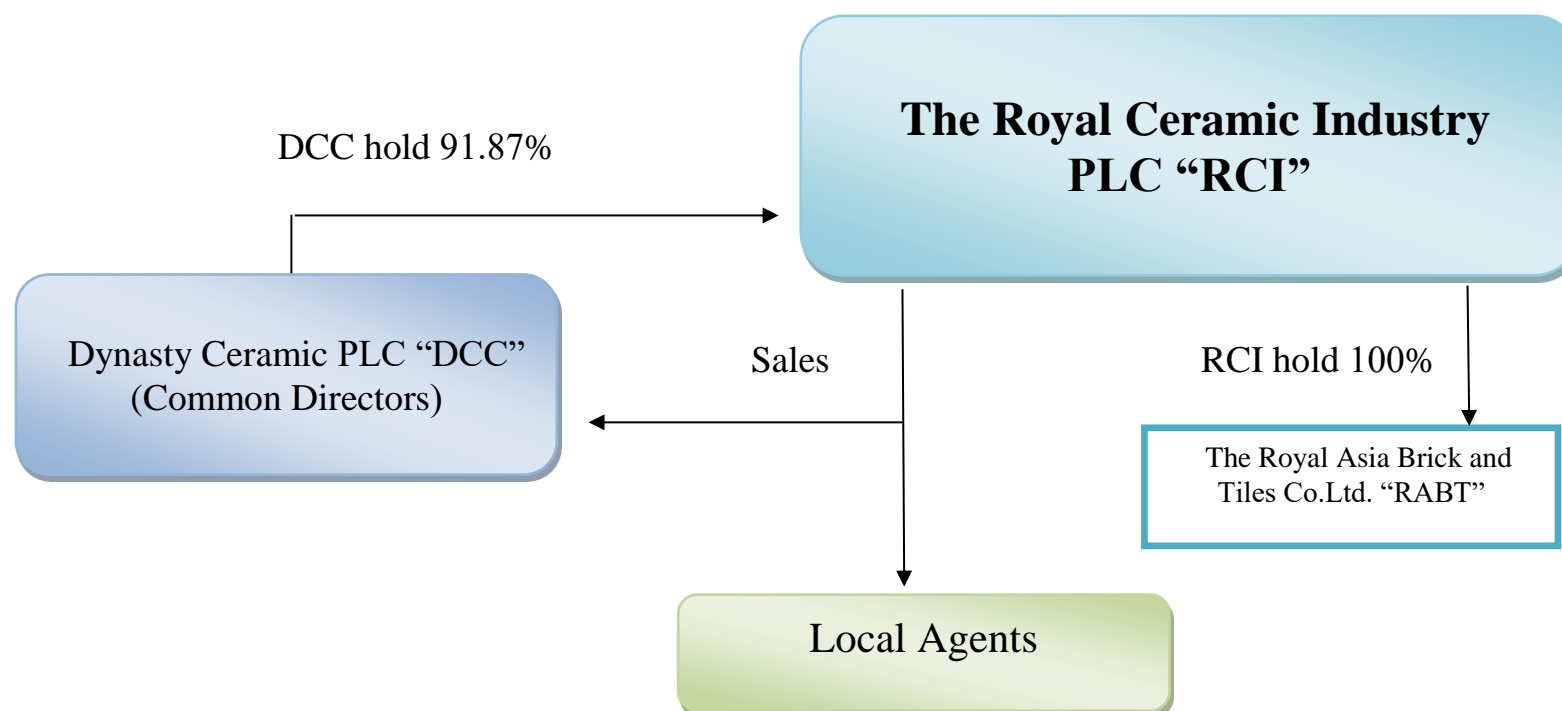 The Royal Ceramic Industry
PLC “RCI”
DCC hold 91.87%
Dynasty Ceramic PLC “DCC”
(Common Directors)
Sales
RCI hold 100%
The Royal Asia Brick and
Tiles Co.Ltd. “RABT”
Local Agents